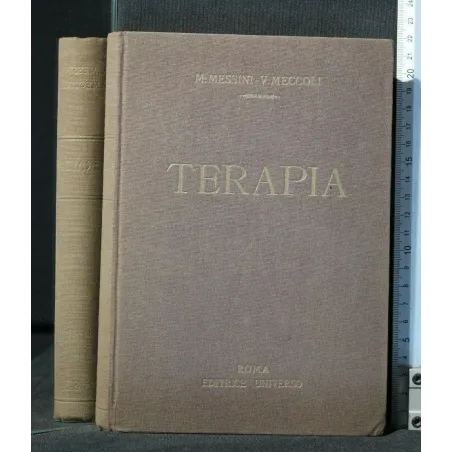 M. MESSINI - V. MECCOLI
TERAPIA
ROMA
EDITRICE UNIVERSO